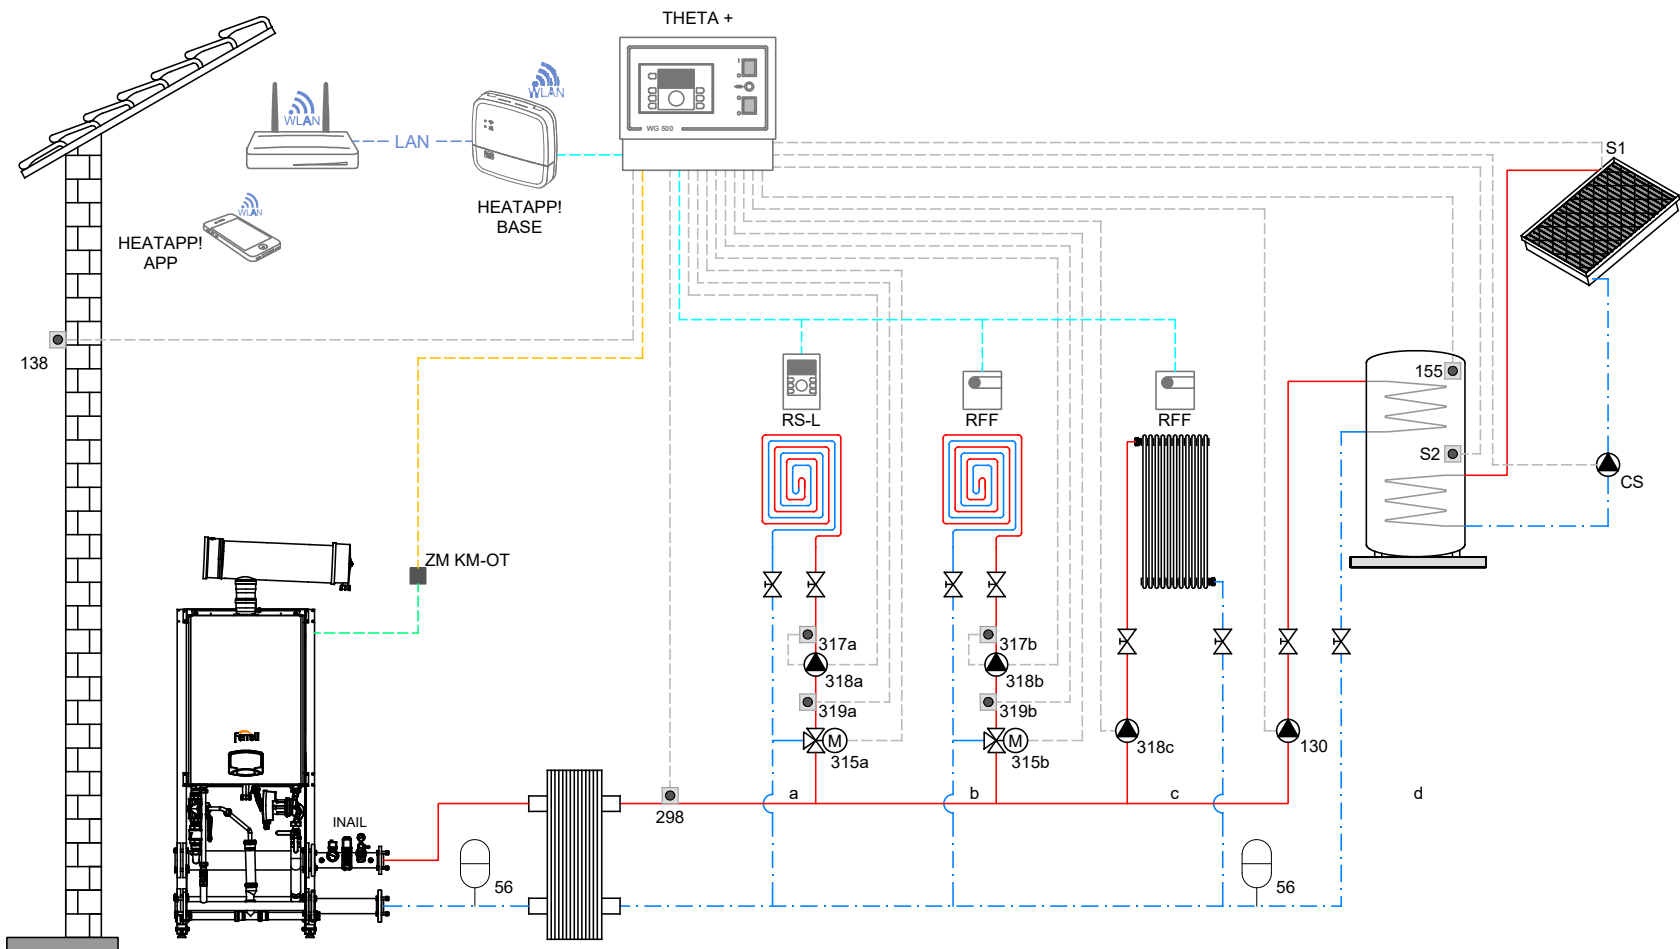 THETA +
WLAN
WLAN
LAN
WG 500
S1
HEATAPP!
BASE
WLAN
HEATAPP!
APP
138
155
RS-L
RFF
RFF
S2
CS
ZM KM-OT
317a
317b
318a
318b
319a
319b
Ferroli
M
M
318c
130
315a
315b
a
b
c
d
298
INAIL
56
56